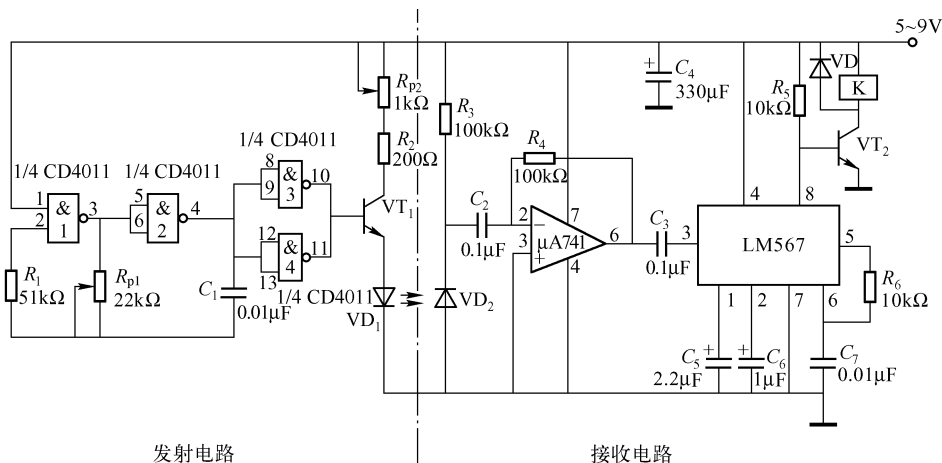 5~9V
Rp2
1kΩ
R2
200Ω
VT1
1/4 CD4011
8
9
&
3
10
1/4 CD4011
1
2
&
1
3
1/4 CD4011
5
6
&
2
4
12
13
&
4
11
1/4 CD4011
R1
51kΩ
Rp1
22kΩ
C1
0.01μF
VD1
R3
100kΩ
VD2
C2
0.1μF
R4
100kΩ
2
3
−
+
μA741
7
4
6
C3
0.1μF
+
C4
330μF
R5
10kΩ
VD
K
VT2
4
8
3
LM567
5
1
2
7
6
R6
10kΩ
C5
+
2.2μF
+
C6
1μF
C7
0.01μF
发射电路
接收电路